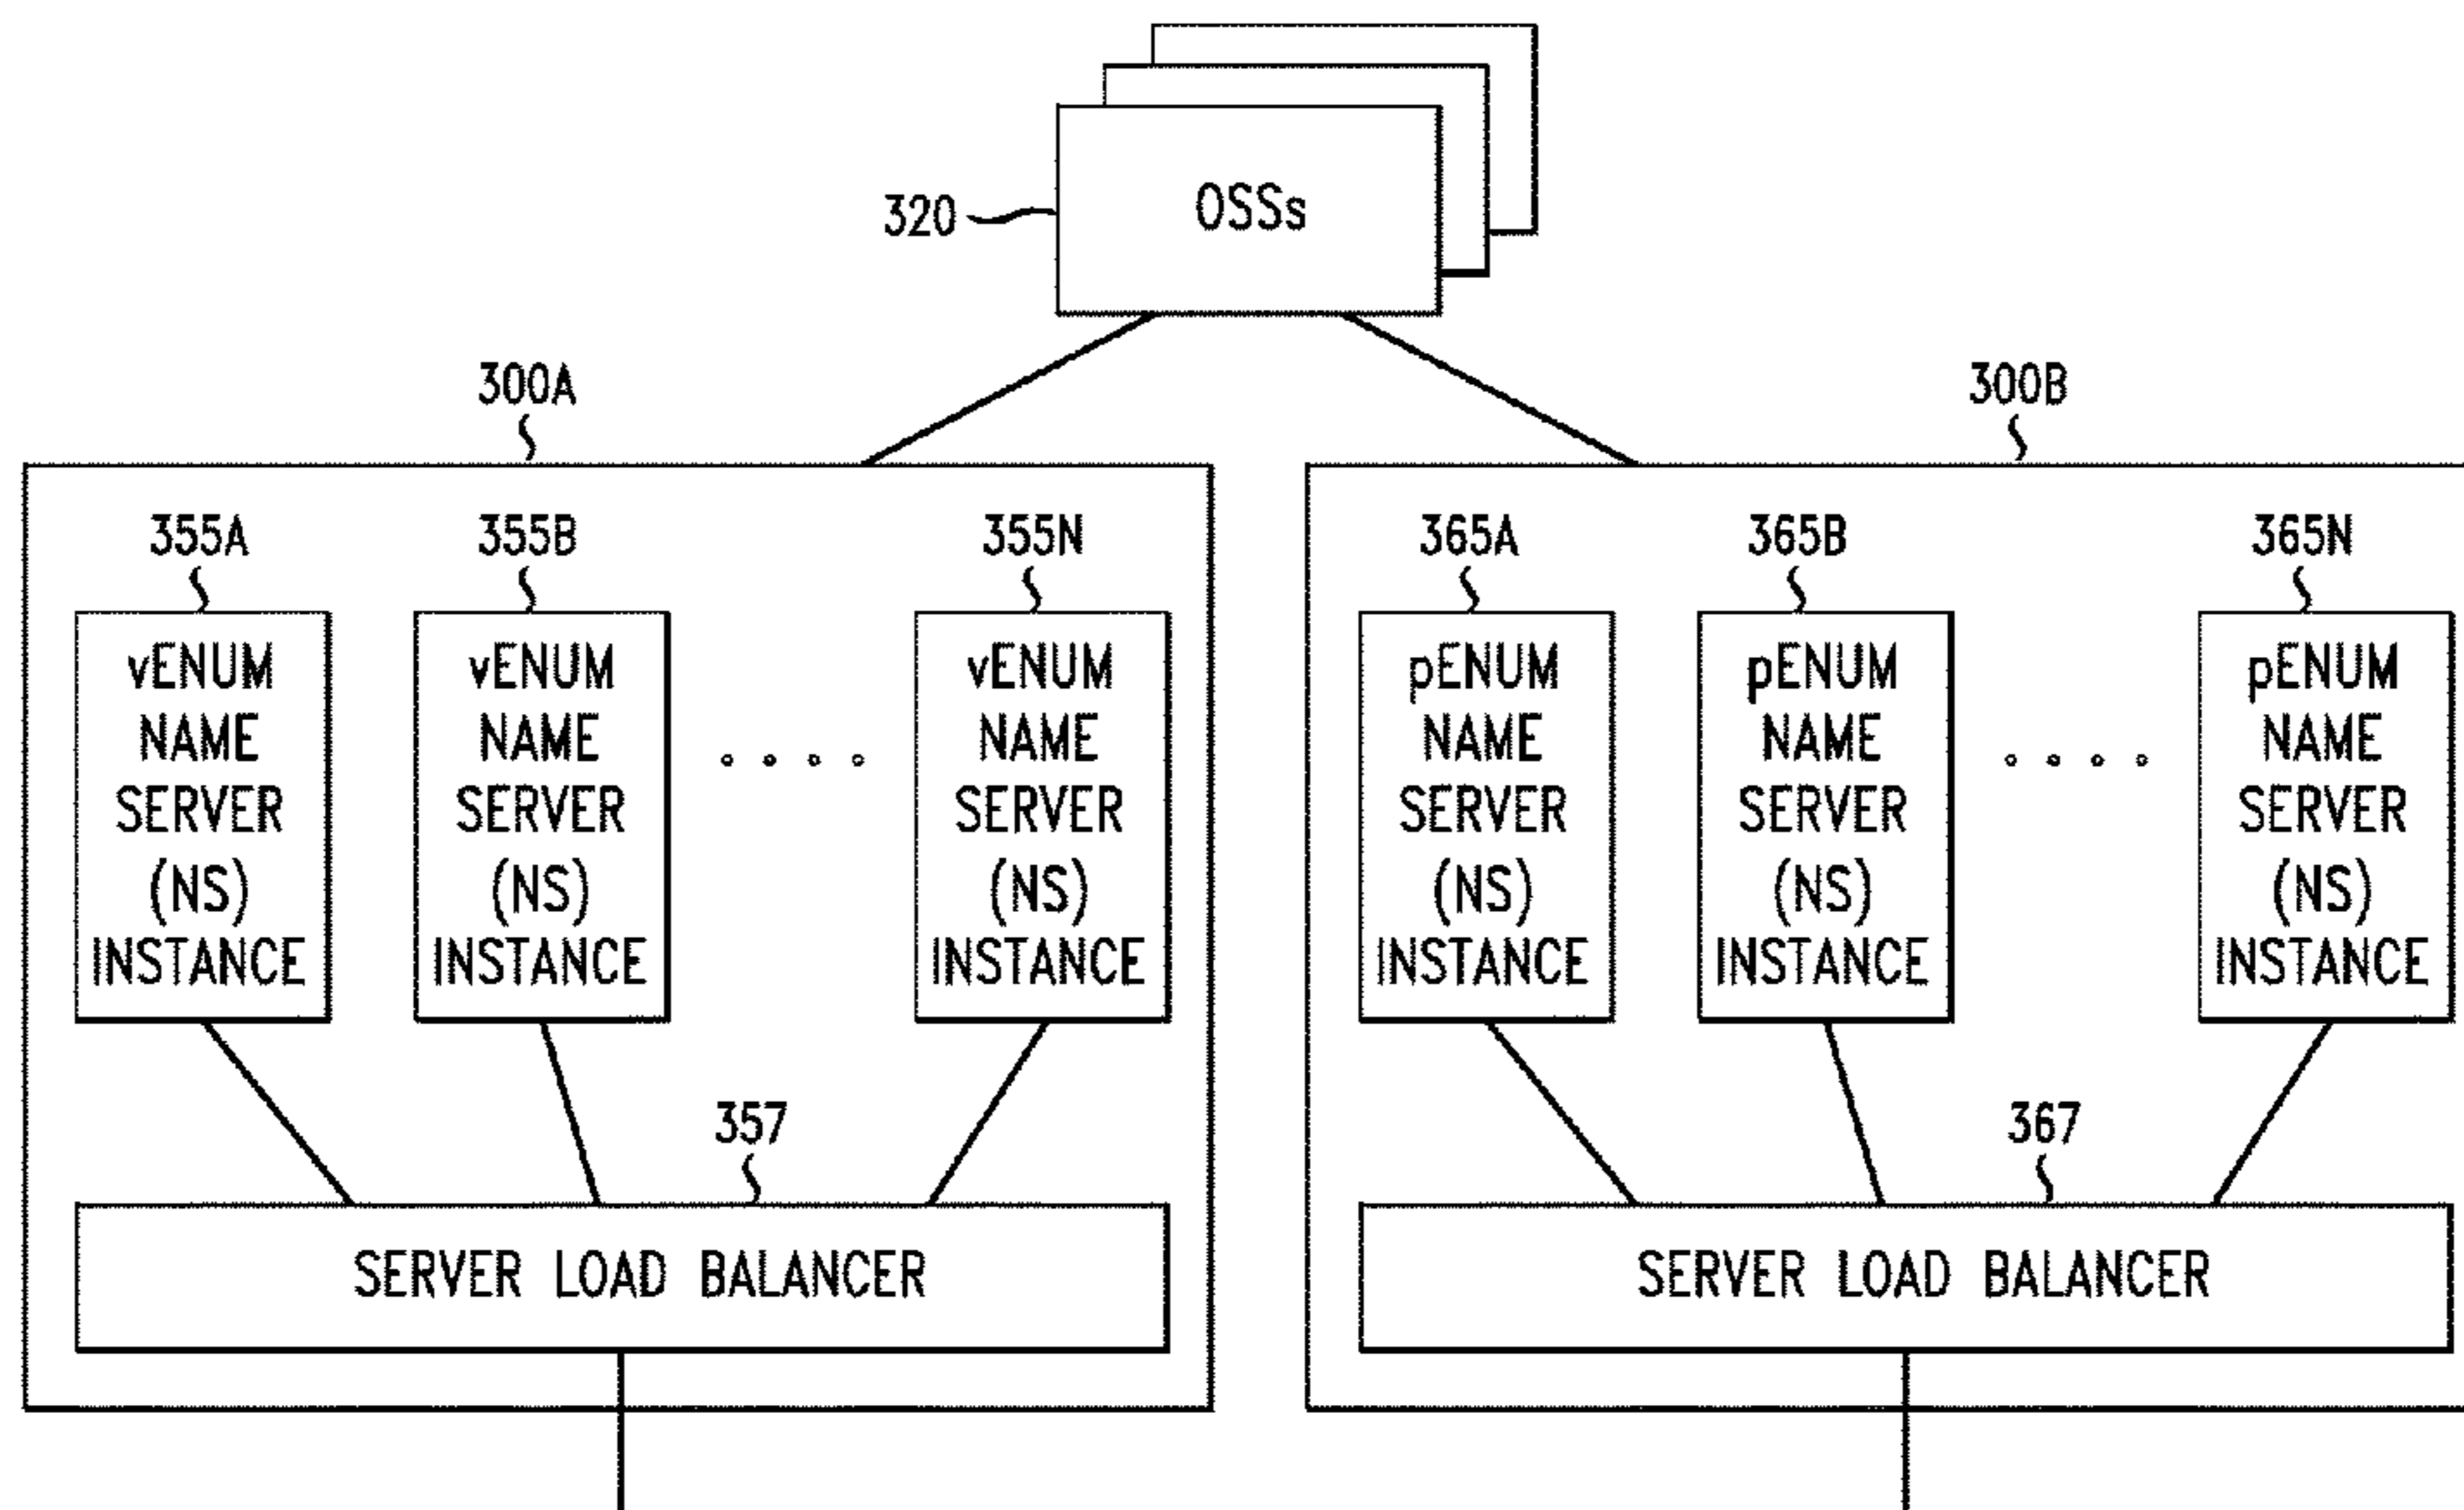 OSSs
320
300A
300B
355A
355B
355N
365A
365B
365N
vENUM
NAME
SERVER
(NS)
INSTANCE
vENUM
NAME
SERVER
(NS)
INSTANCE
vENUM
NAME
SERVER
(NS)
INSTANCE
pENUM
NAME
SERVER
(NS)
INSTANCE
pENUM
NAME
SERVER
(NS)
INSTANCE
pENUM
NAME
SERVER
(NS)
INSTANCE
357
367
SERVER LOAD BALANCER
SERVER LOAD BALANCER